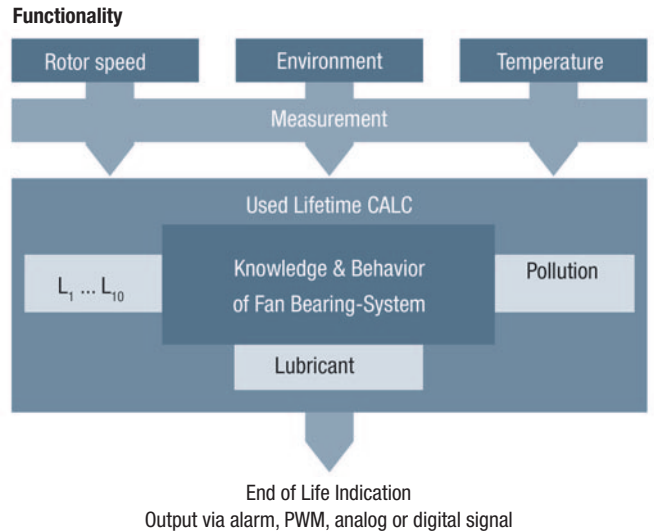 Functionality
Rotor speed
Environment
Temperature
Measurement
Used Lifetime CALC
L₁ ... L₁₀
Knowledge & Behavior
of Fan Bearing-System
Pollution
Lubricant
End of Life Indication
Output via alarm, PWM, analog or digital signal